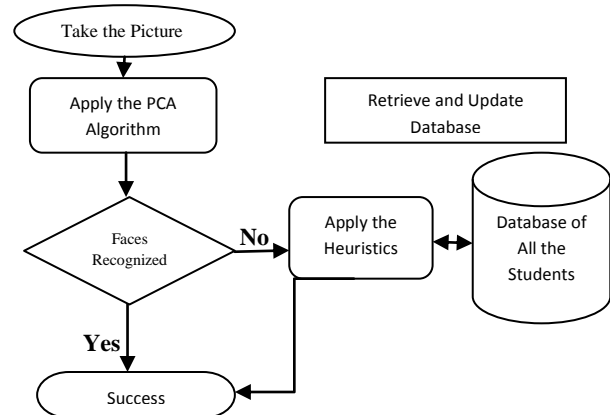 Take the Picture
Apply the PCA
Algorithm
Retrieve and Update
Database
Faces
Recognized
No
Apply the
Heuristics
Database of
All the
Students
Yes
Success